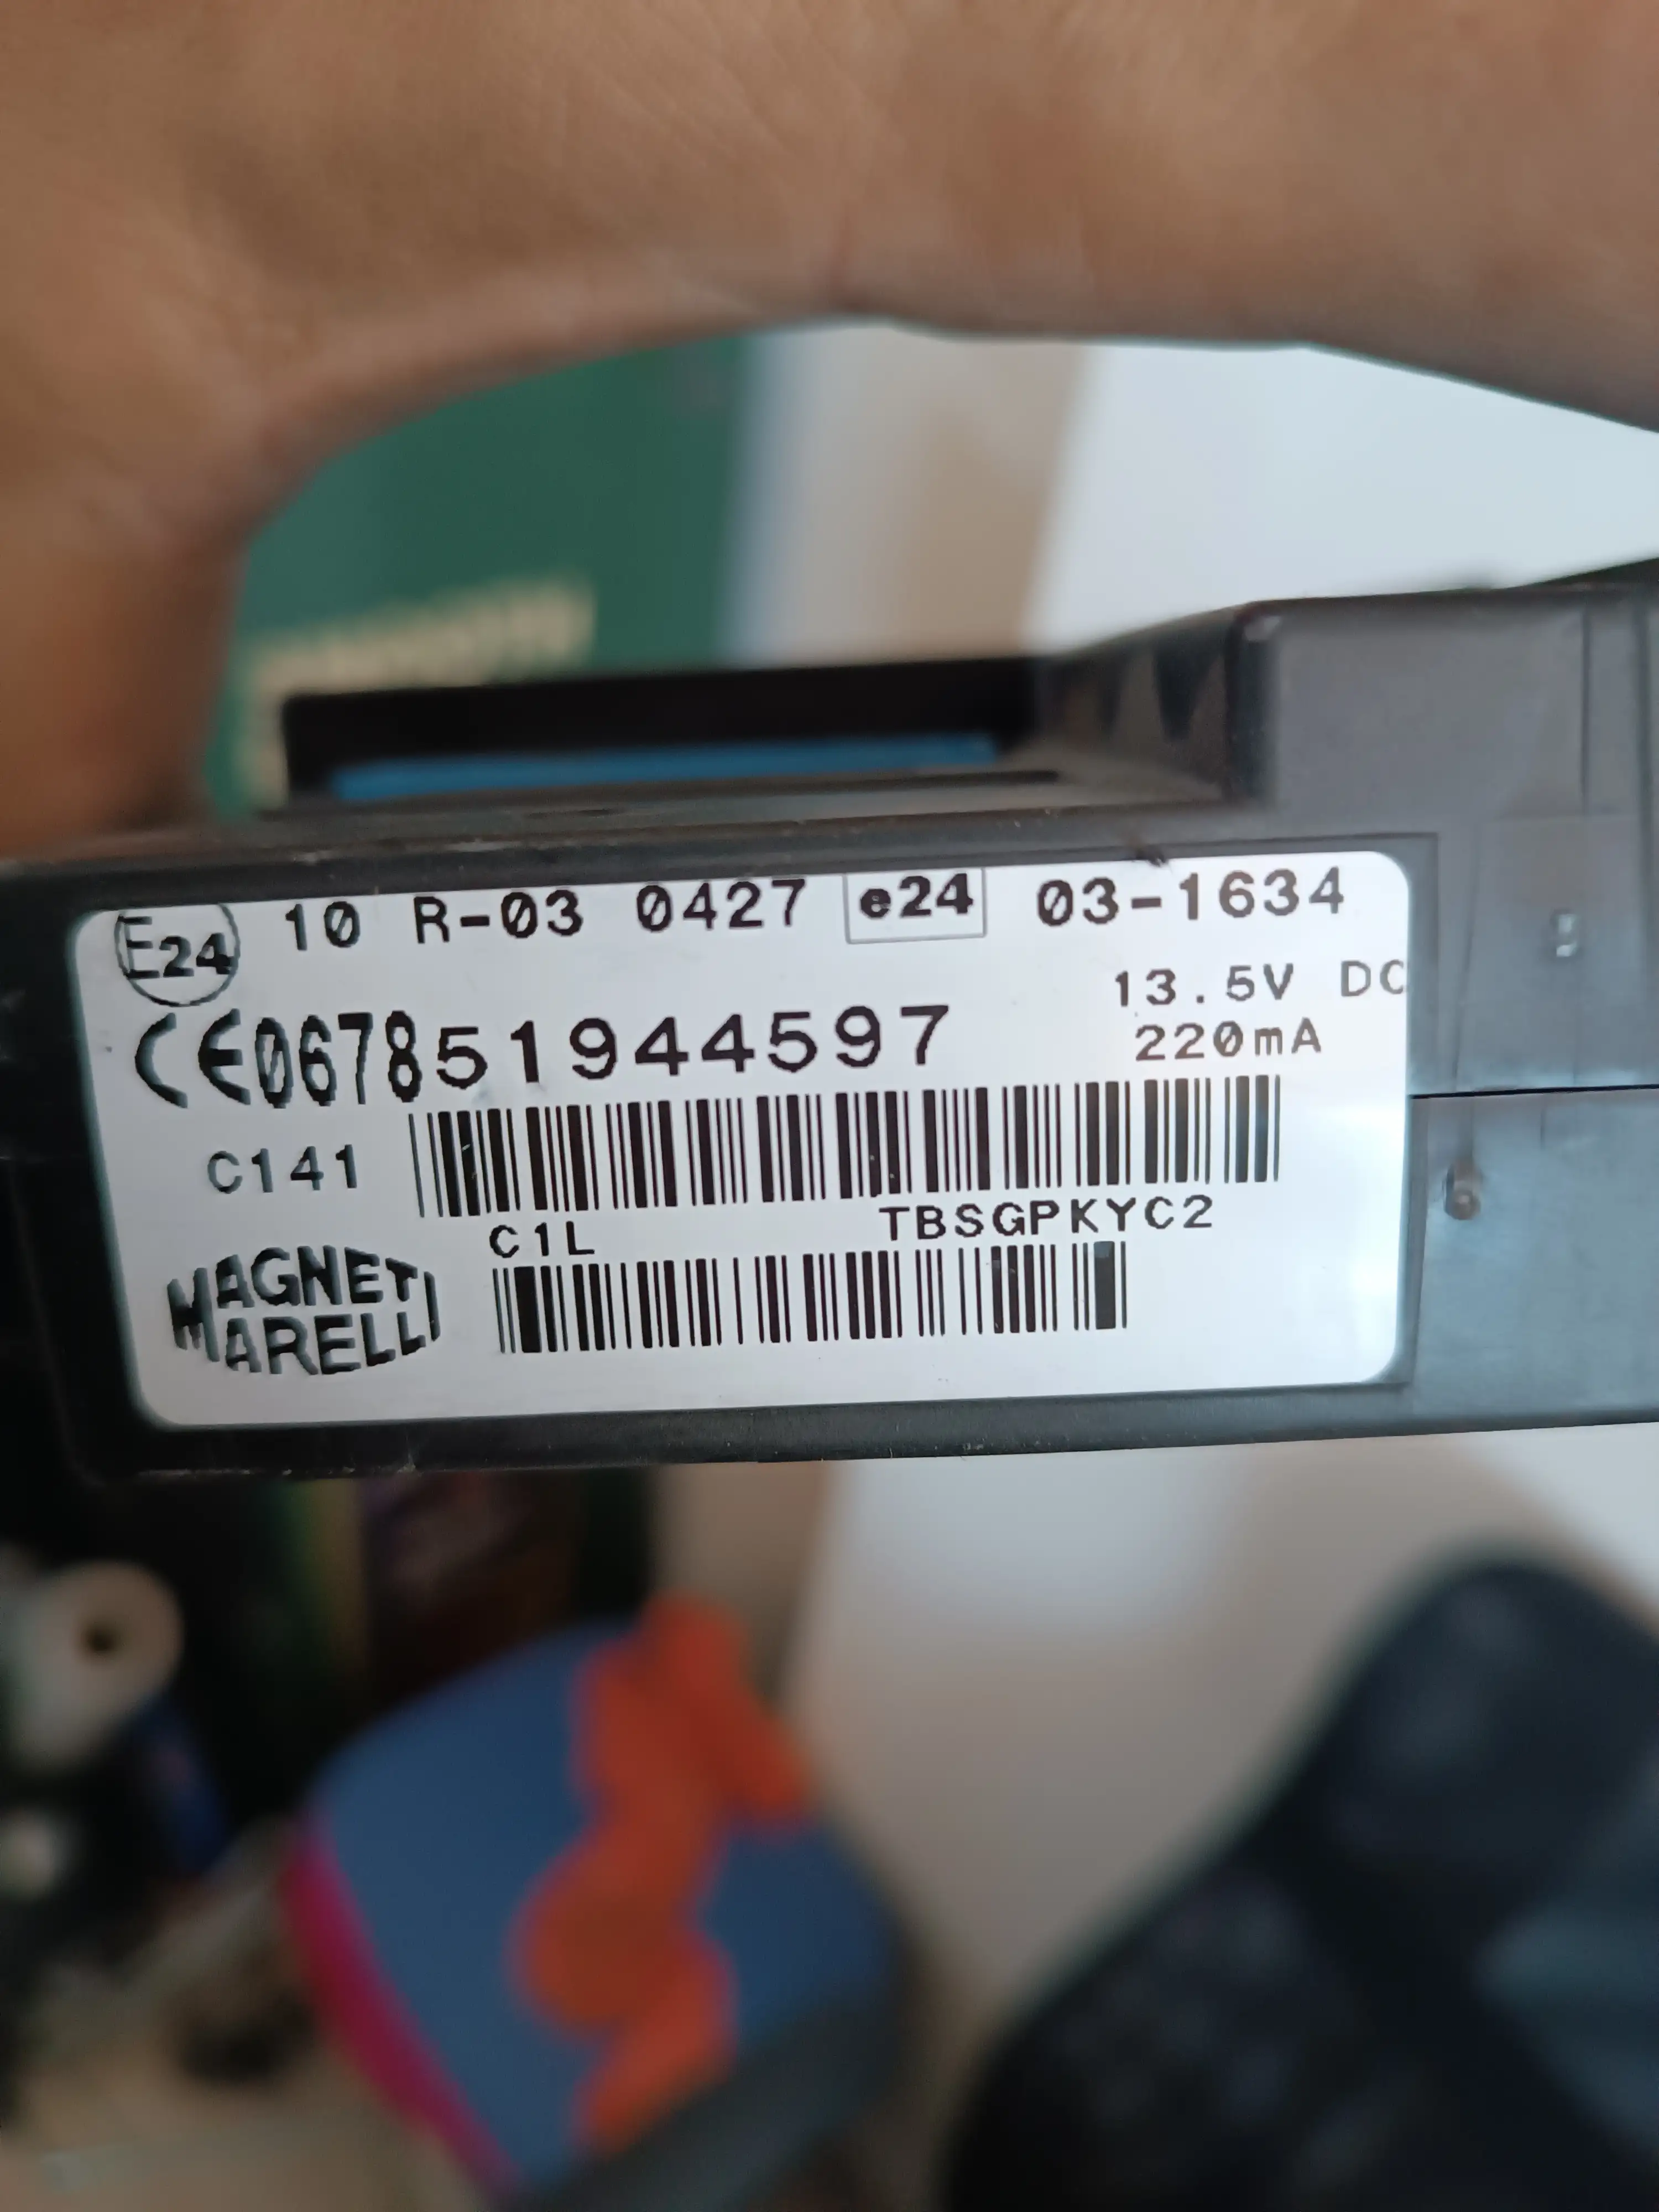 E24 10 R-03 0427 e24 03-1634
13.5V DC
CE0678 51944597
220mA
C141
C1L TBSGPKYC2
MAGNETI
MARELLI